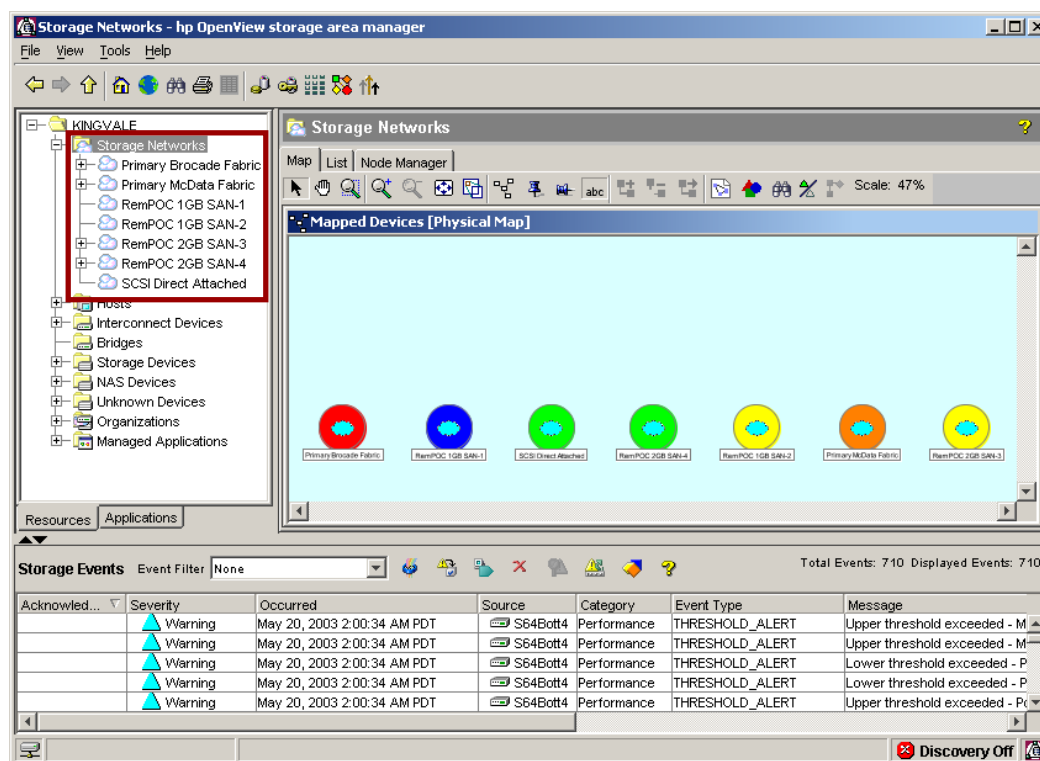 Storage Networks - hp OpenView storage area manager
File View Tools Help
KINGVALE
Storage Networks
Primary Brocade Fabric
Primary McData Fabric
RemPOC 1GB SAN-1
RemPOC 1GB SAN-2
RemPOC 2GB SAN-3
RemPOC 2GB SAN-4
SCSI Direct Attached
Hosts
Interconnect Devices
Bridges
Storage Devices
NAS Devices
Unknown Devices
Organizations
Managed Applications
Resources Applications
Storage Networks ?
Map List Node Manager
abc Scale: 47%
Mapped Devices [Physical Map]
Primary Brocade Fabric RemPOC 1GB SAN-1 SCSI Direct Attached RemPOC 2GB SAN-4 RemPOC 1GB SAN-2 Primary McData Fabric RemPOC 2GB SAN-3
Storage Events Event Filter None ? Total Events: 710 Displayed Events: 710
Acknowled... Severity Occurred Source Category Event Type Message
Warning May 20, 2003 2:00:34 AM PDT S64Bott4 Performance THRESHOLD_ALERT Upper threshold exceeded - M
Warning May 20, 2003 2:00:34 AM PDT S64Bott4 Performance THRESHOLD_ALERT Upper threshold exceeded - M
Warning May 20, 2003 2:00:34 AM PDT S64Bott4 Performance THRESHOLD_ALERT Lower threshold exceeded - P
Warning May 20, 2003 2:00:34 AM PDT S64Bott4 Performance THRESHOLD_ALERT Lower threshold exceeded - P
Warning May 20, 2003 2:00:34 AM PDT S64Bott4 Performance THRESHOLD_ALERT Upper threshold exceeded - Po
Discovery Off